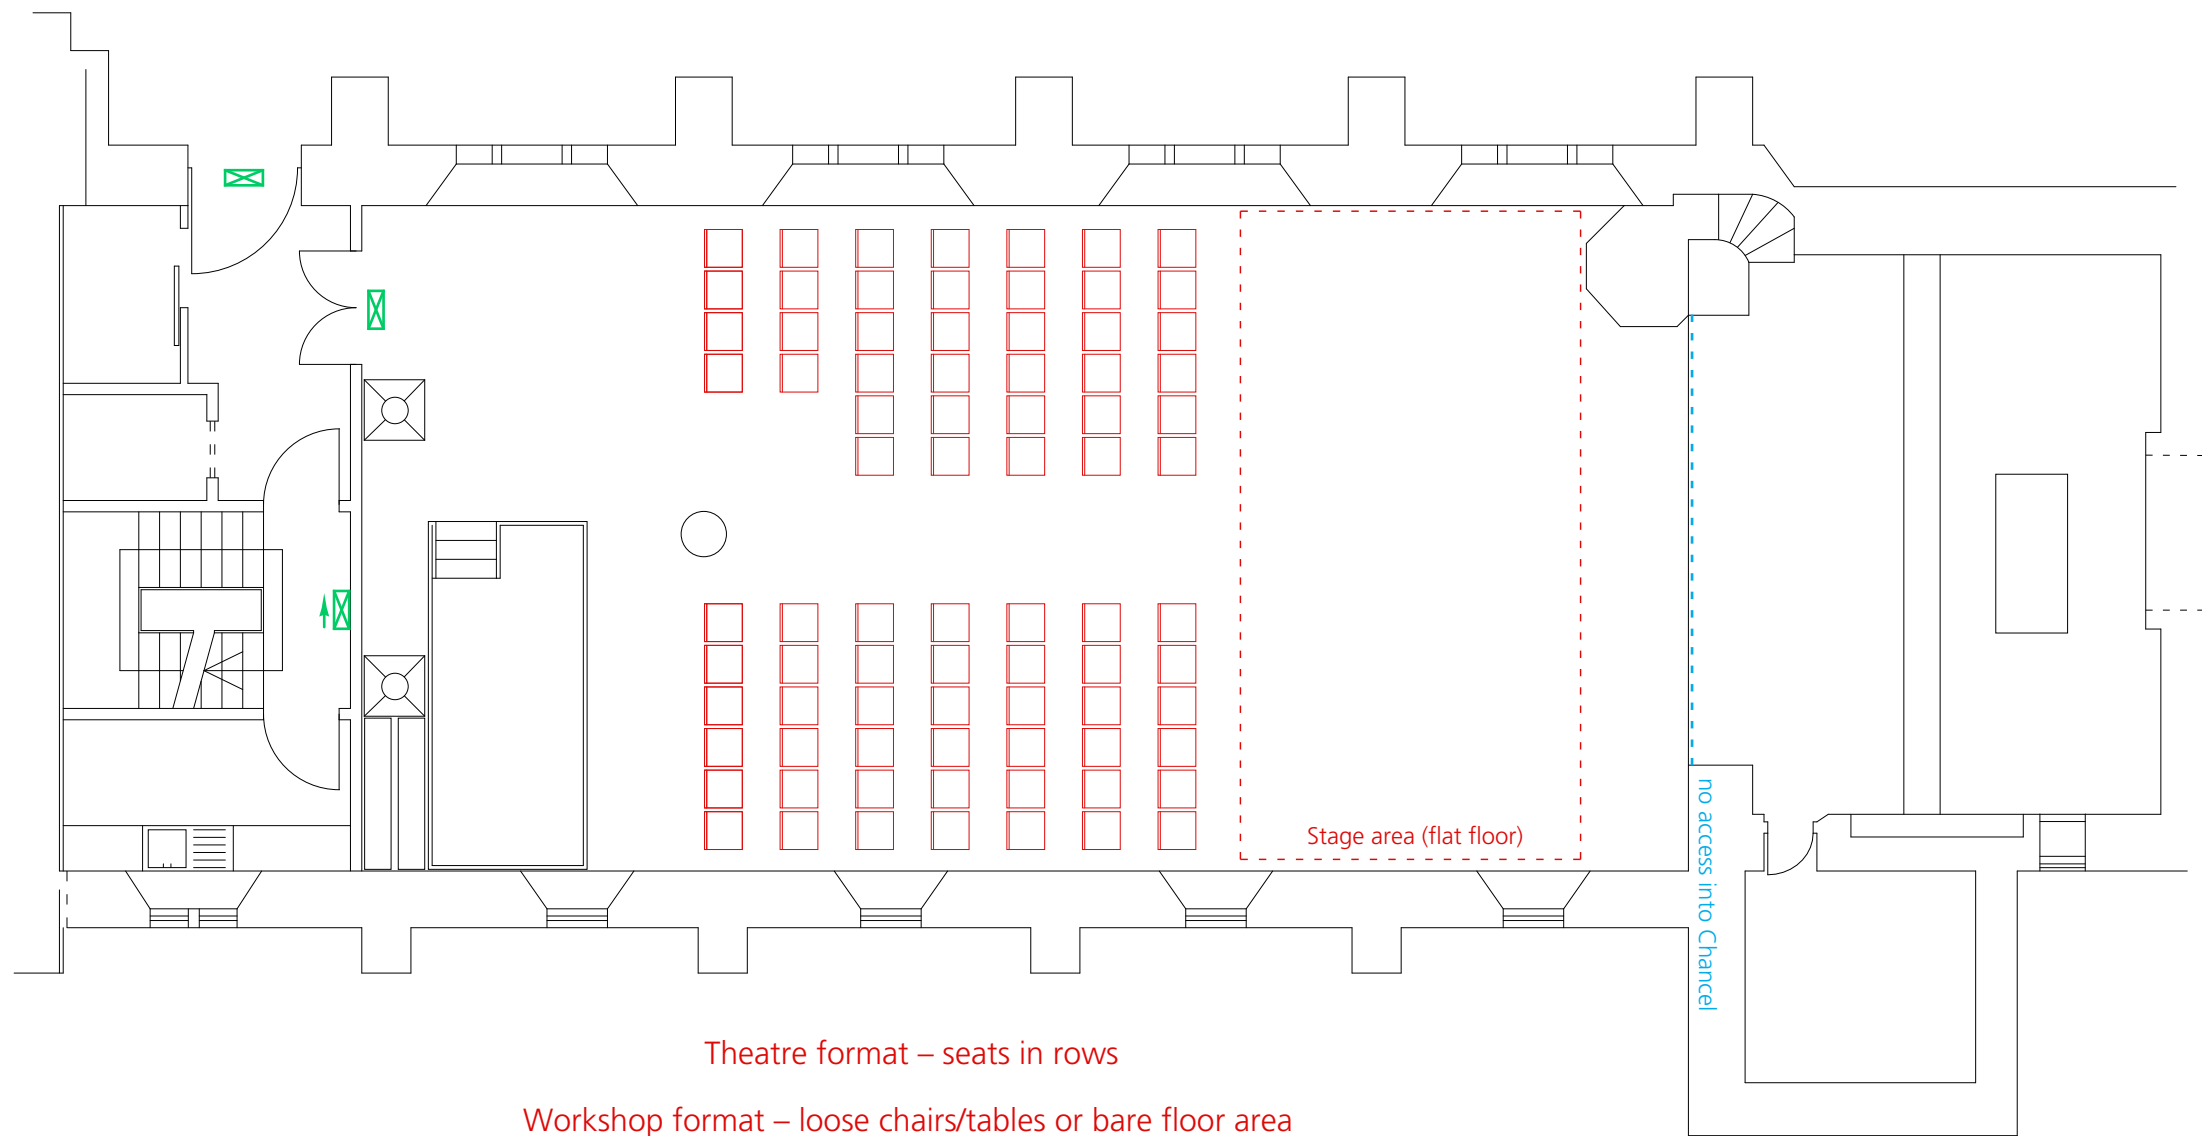 Stage area (flat floor)
no access into Chancel
Theatre format – seats in rows
Workshop format – loose chairs/tables or bare floor area